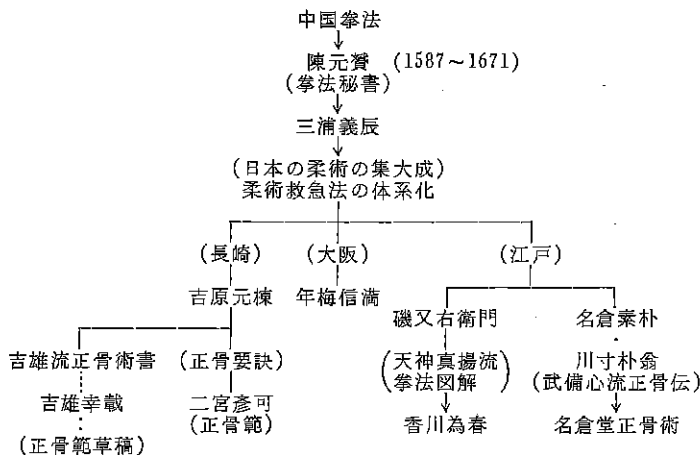 中国拳法
陳元贇 (1587～1671)
(拳法秘書)
三浦義辰
(日本の柔術の集大成)
柔術救急法の体系化
(長崎) (大阪) (江戸)
吉原元棟 年梅信満
磯又右衛門 名倉素朴
吉雄流正骨術書 (正骨要訣) (天神真揚流 川寸朴翁
拳法図解) (武備心流正骨伝)
吉雄幸戴 二宮彦可
(正骨範) 香川為春 名倉堂正骨術
(正骨範草稿)